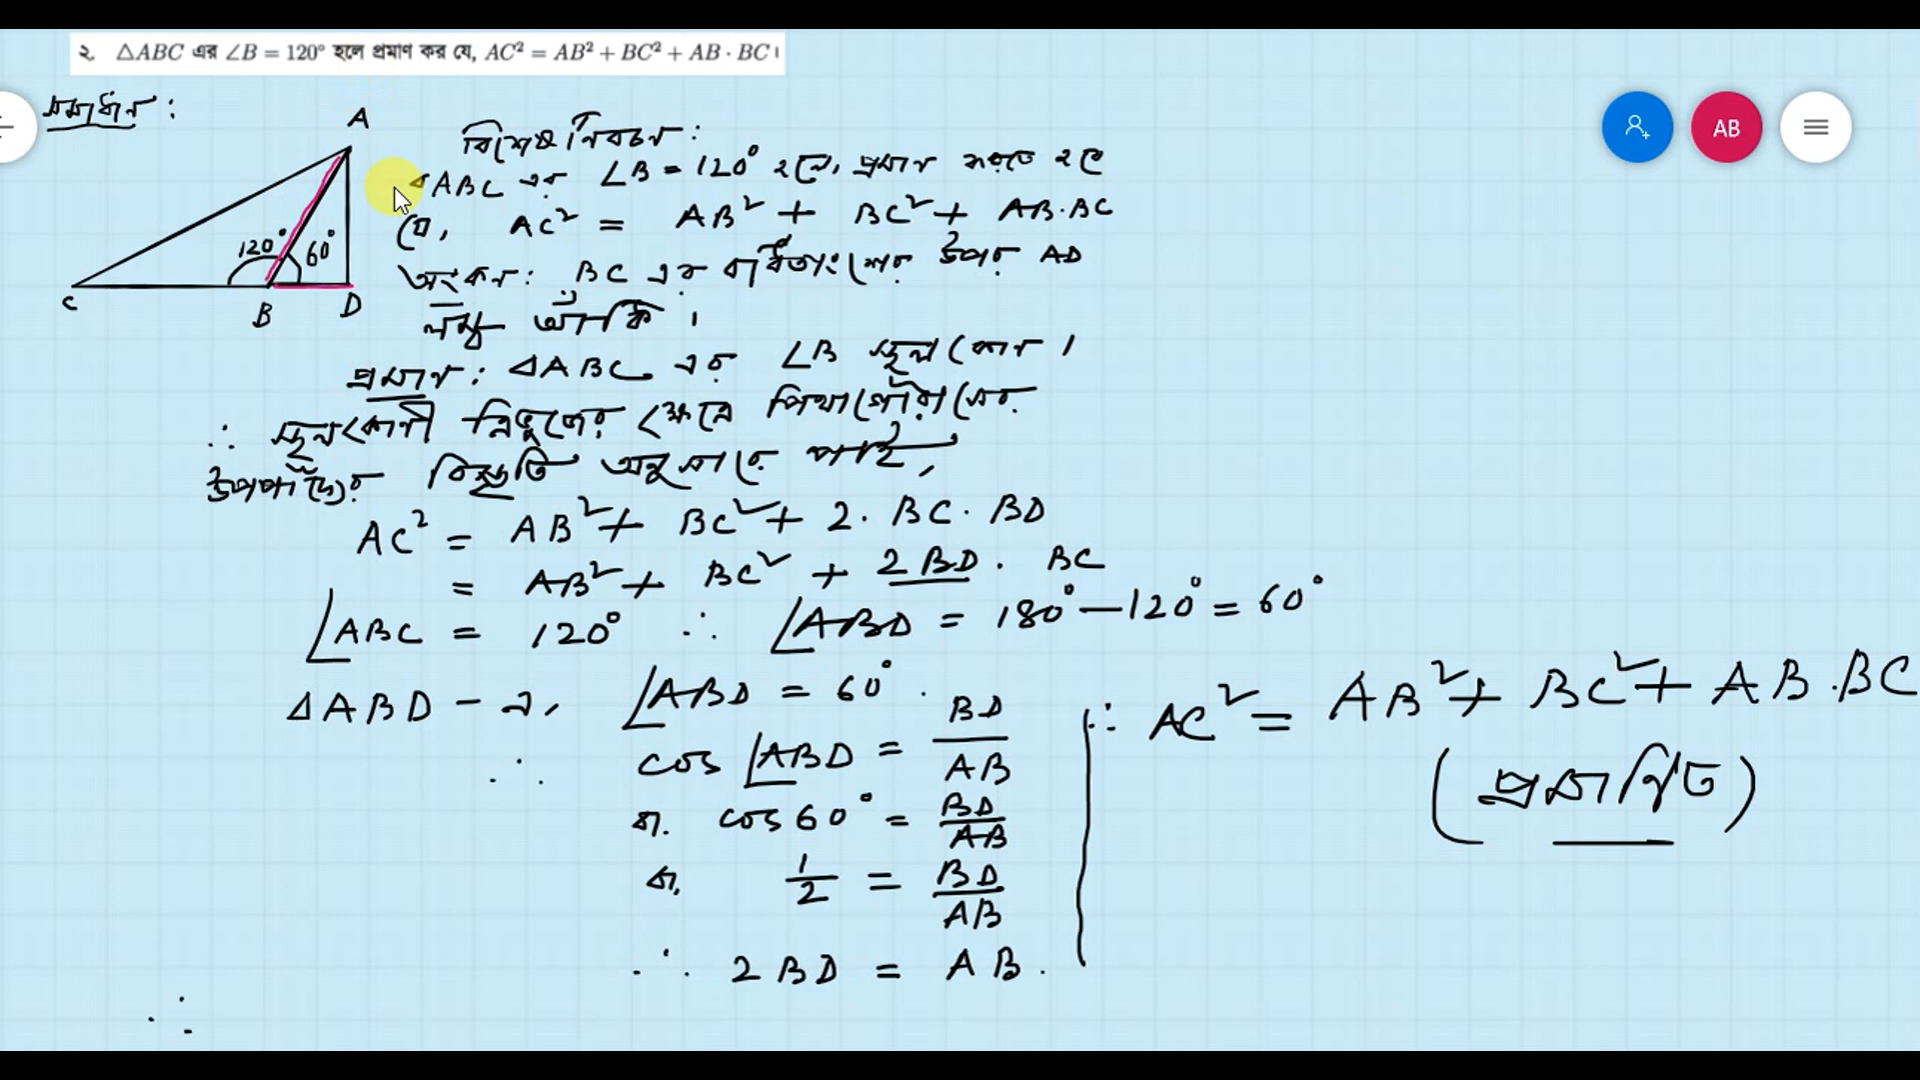 ২. △ABC এর ∠B = 120° হলে প্রমাণ কর যে, AC² = AB² + BC² + AB · BC।
সমাধান :
A
120°
60°
C
B
D
বিশেষ নির্বচন :
△ABC এর ∠B = 120° হলে, প্রমাণ করতে হবে
যে, AC² = AB² + BC² + AB·BC
অংকন : BC এর বর্ধিতাংশের উপর AD
লম্ব আঁকি ।
প্রমাণ : △ABC এর ∠B স্থূলকোণ ।
∴ স্থূলকোণী ত্রিভুজের ক্ষেত্রে পিথাগোরাসের
উপপাদ্যের বিস্তৃতি অনুসারে পাই,
AC² = AB² + BC² + 2. BC. BD
= AB² + BC² + 2BD. BC
∠ABC = 120° ∴ ∠ABD = 180° − 120° = 60°
△ABD - এ, ∠ABD = 60°.
∴ cos ∠ABD = BD/AB
বা. cos60° = BD/AB
বা, 1/2 = BD/AB
∴ 2BD = AB.
∴
∴ AC² = AB² + BC² + AB.BC
(প্রমাণিত)
AB